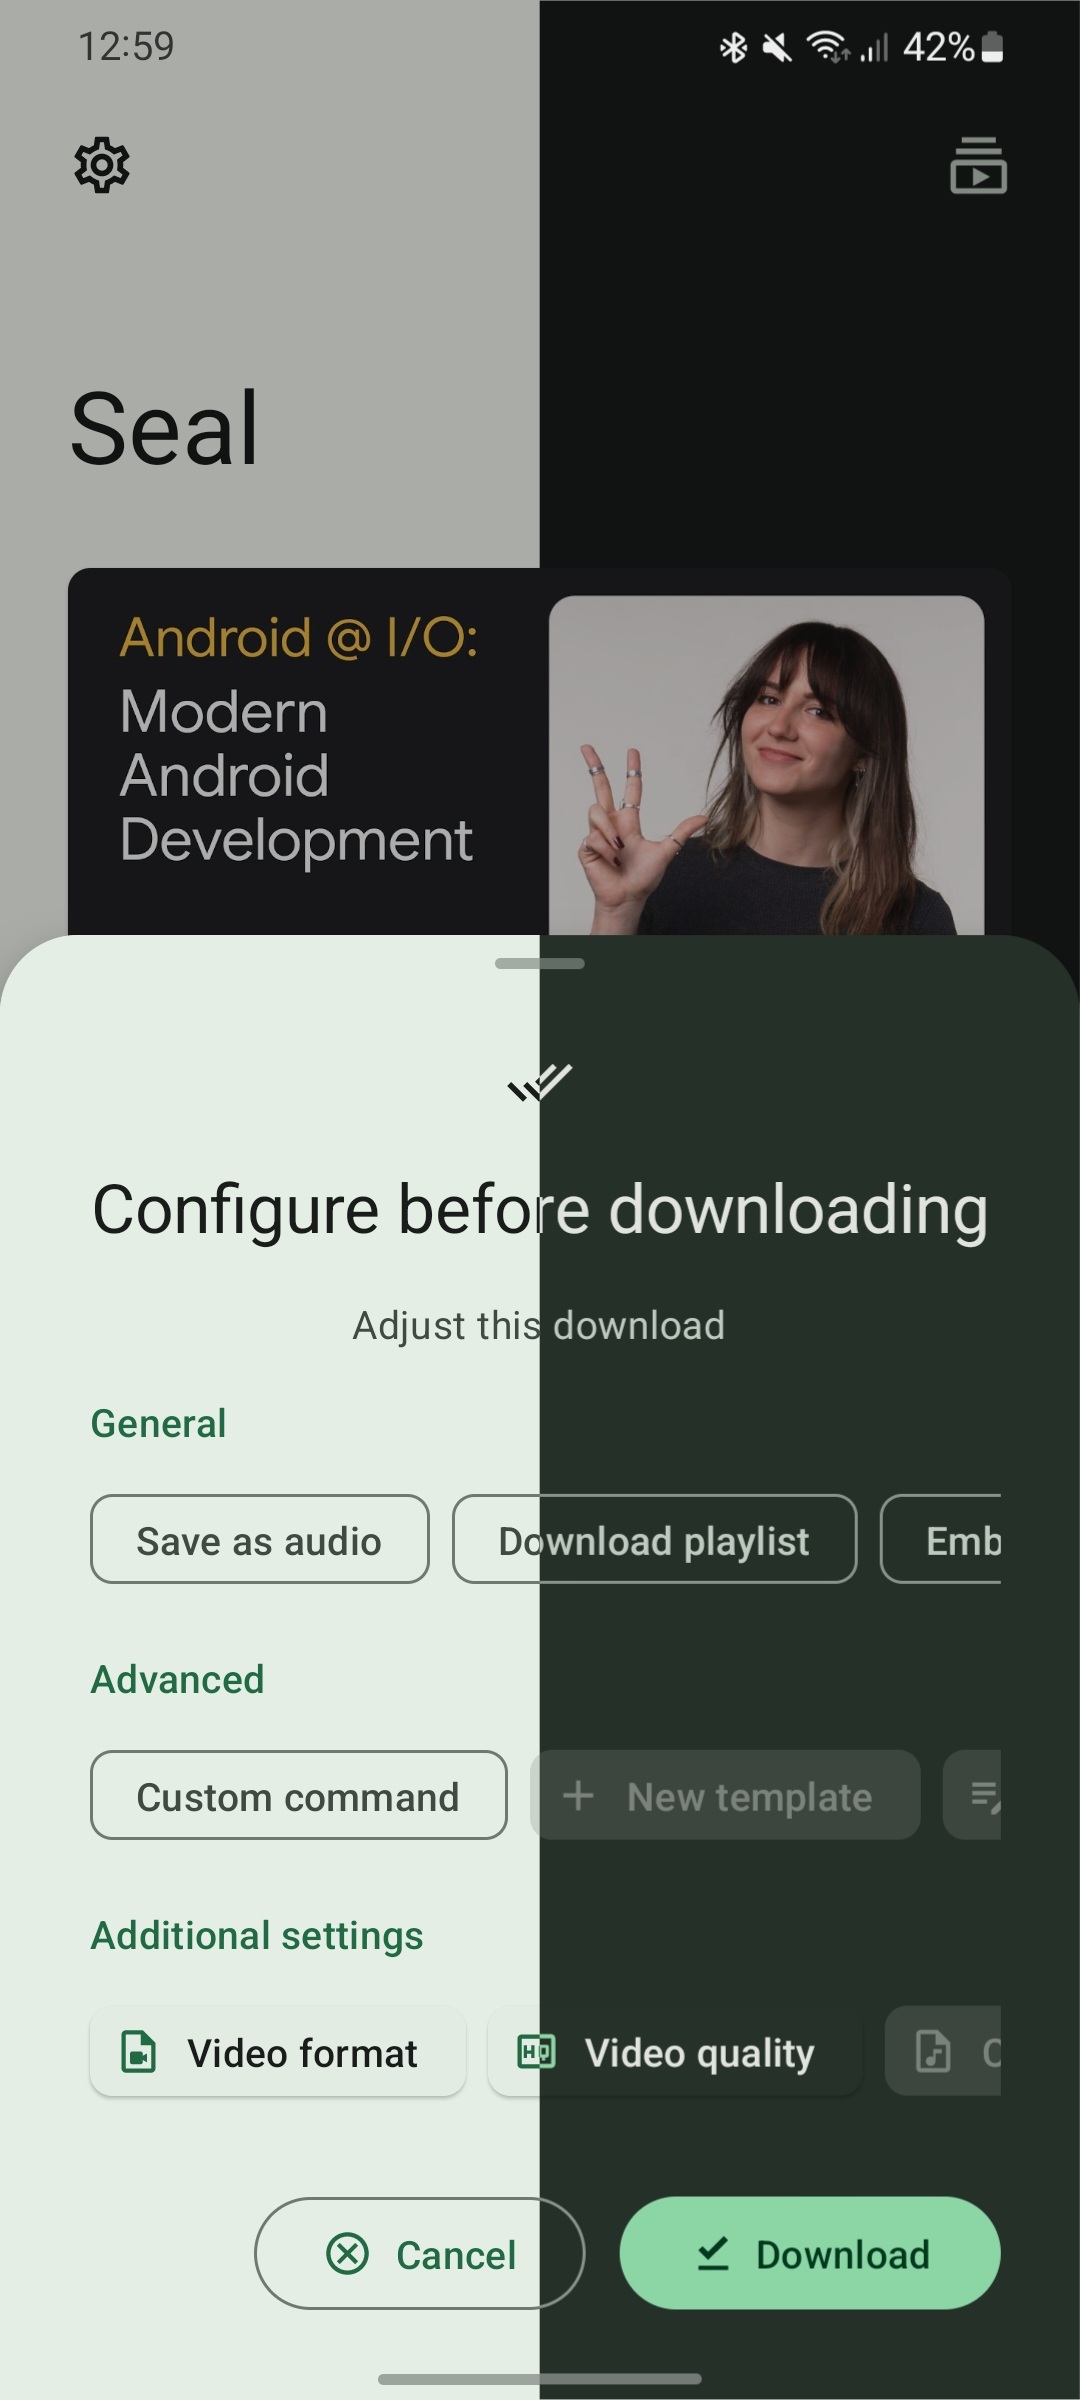 12:59 42%
Seal
Android @ I/O:
Modern
Android
Development
Configure before downloading
Adjust this download
General
Save as audio Download playlist Emb
Advanced
Custom command New template
Additional settings
Video format HQ Video quality
Cancel Download